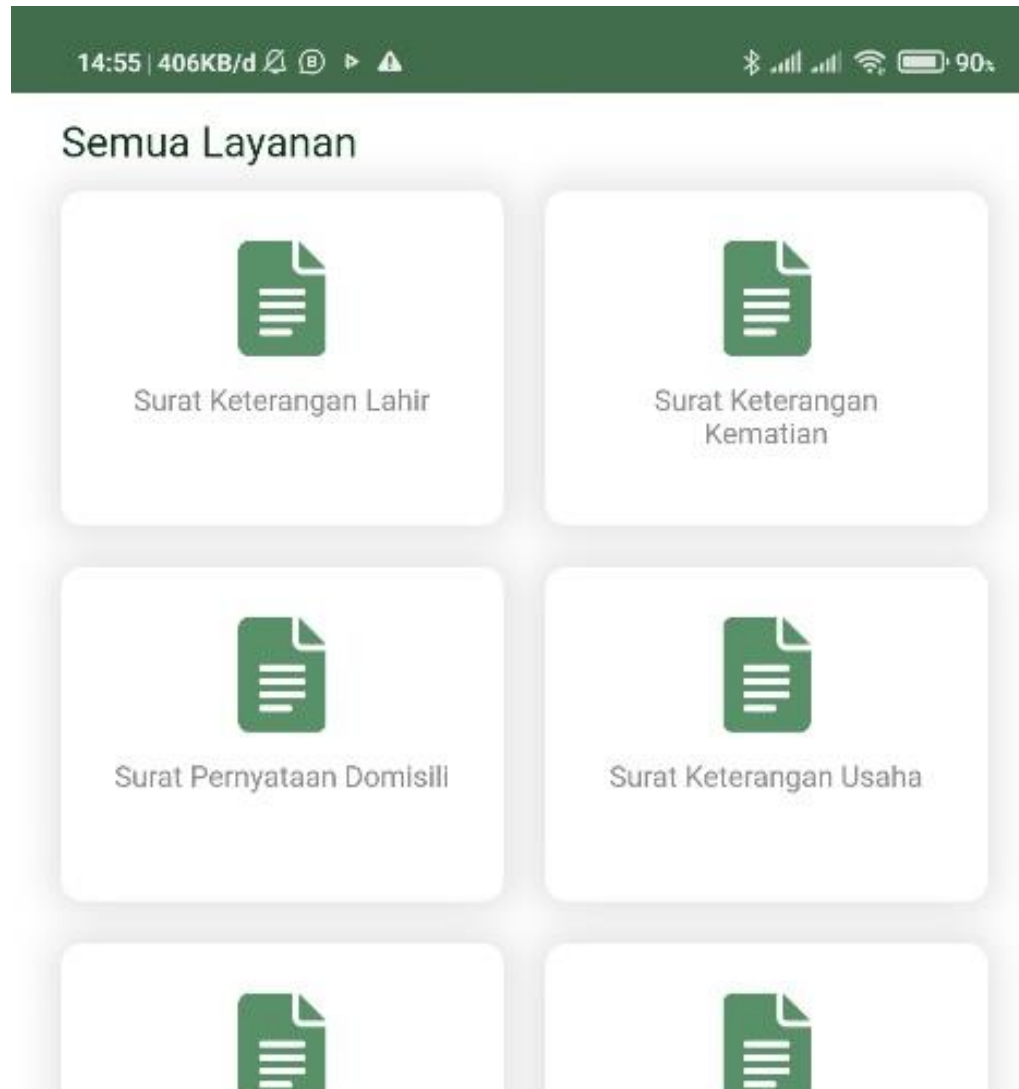 14:55 | 406KB/d
90%
Semua Layanan
Surat Keterangan Lahir
Surat Keterangan
Kematian
Surat Pernyataan Domisili
Surat Keterangan Usaha